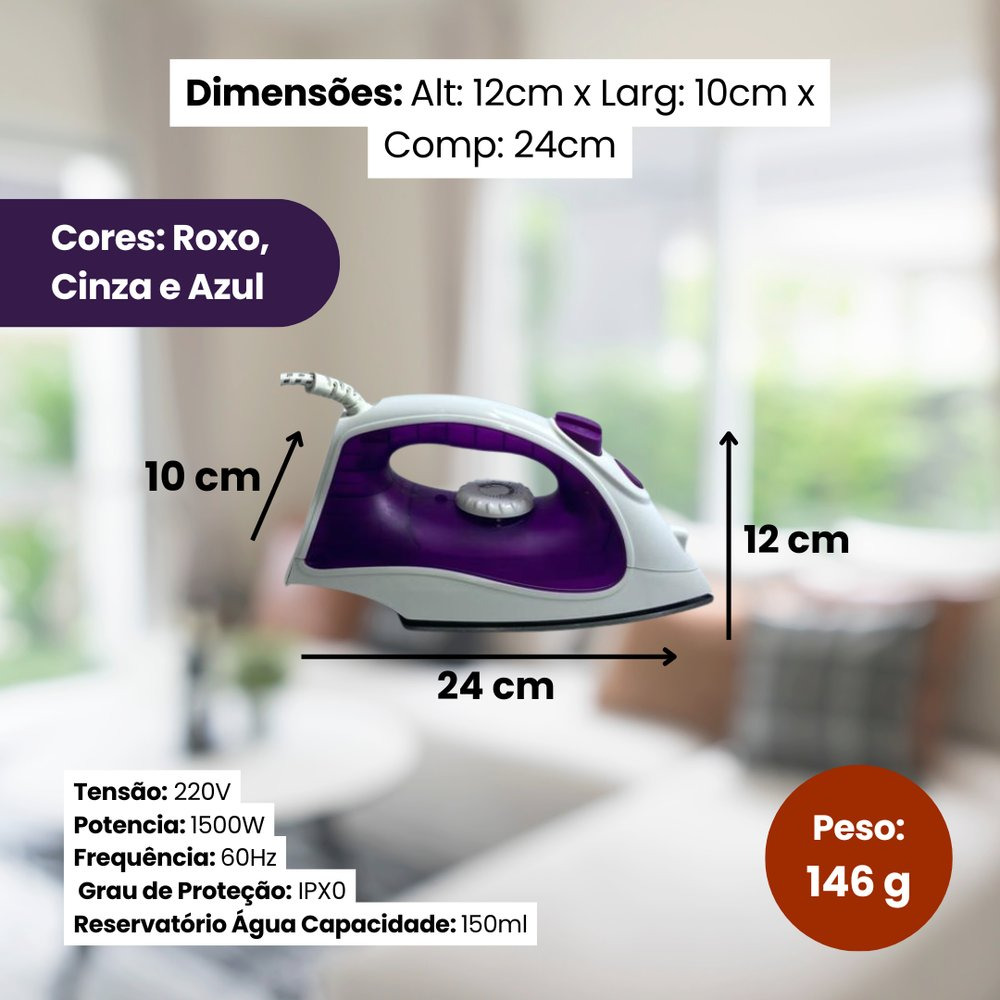 Dimensões: Alt: 12cm x Larg: 10cm x
Comp: 24cm
Cores: Roxo,
Cinza e Azul
10 cm
12 cm
24 cm
Tensão: 220V
Potencia: 1500W
Frequência: 60Hz
Grau de Proteção: IPX0
Reservatório Água Capacidade: 150ml
Peso:
146 g